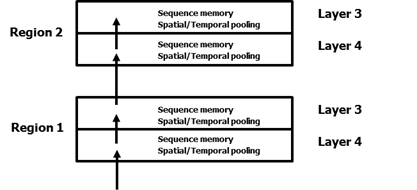 Sequence memory
Spatial/Temporal pooling
Layer 3
Region 2
Sequence memory
Spatial/Temporal pooling
Layer 4
Sequence memory
Spatial/Temporal pooling
Layer 3
Region 1
Sequence memory
Spatial/Temporal pooling
Layer 4